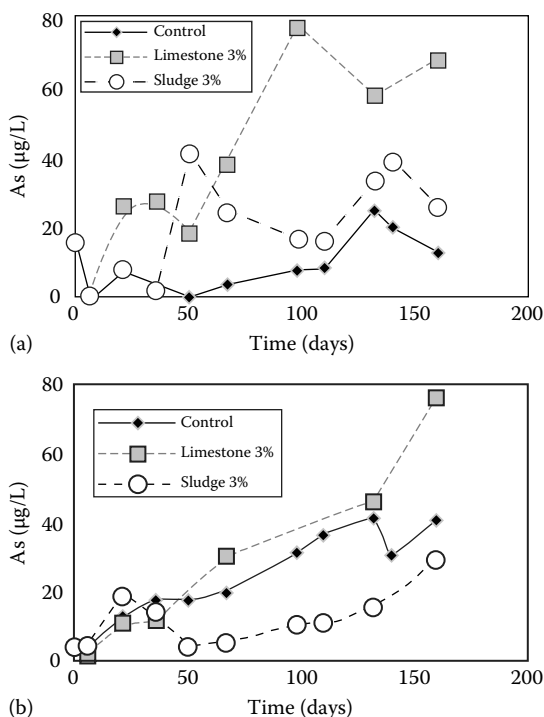 80
60
40
20
0
As (µg/L)
Control
Limestone 3%
Sludge 3%
0
50
100
150
200
(a)
Time (days)
80
60
40
20
0
As (µg/L)
Control
Limestone 3%
Sludge 3%
0
50
100
150
200
(b)
Time (days)